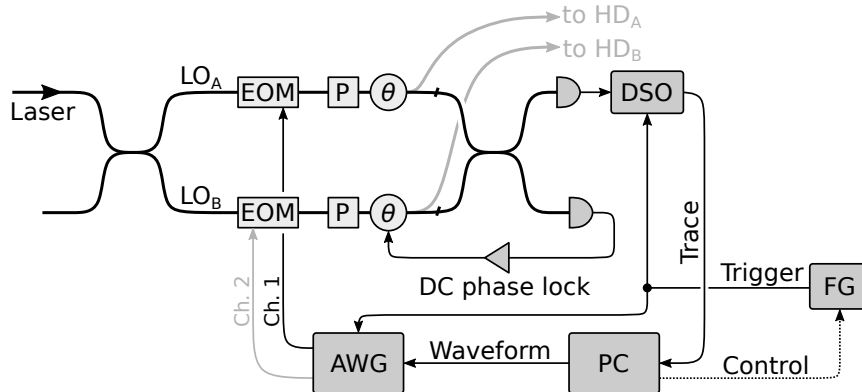 to HD_A
to HD_B
Laser
LO_A
EOM
P
θ
DSO
LO_B
EOM
P
θ
DC phase lock
Trace
Trigger
FG
Ch. 2
Ch. 1
AWG
Waveform
PC
Control